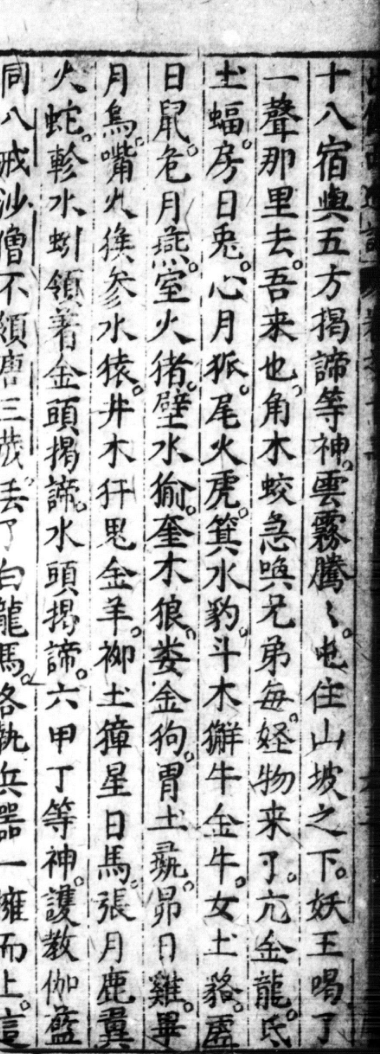 十八宿與五方揭諦等神。雲霧騰〻。屯住山坡之下。妖王喝了
一聲那里去。吾来也。角木蛟急喚兄弟每。怪物来了。亢金龍。氐
土蝠。房日兎。心月狐。尾火虎。箕水豹。斗木獬牛金牛。女土貉。虛
日鼠。危月燕。室火猪。壁水㺄。奎木狼。娄金狗。胃土彘。昴日雞。畢
月烏。嘴火猴参水猿。井木犴鬼金羊。柳土獐星日馬。張月鹿翼
火蛇。軫水蚓領着金頭揭諦。水頭揭諦。六甲丁等神。護教伽藍
同八戒沙僧不領唐三藏。丢了白龍馬。各執兵器一擁而上。這